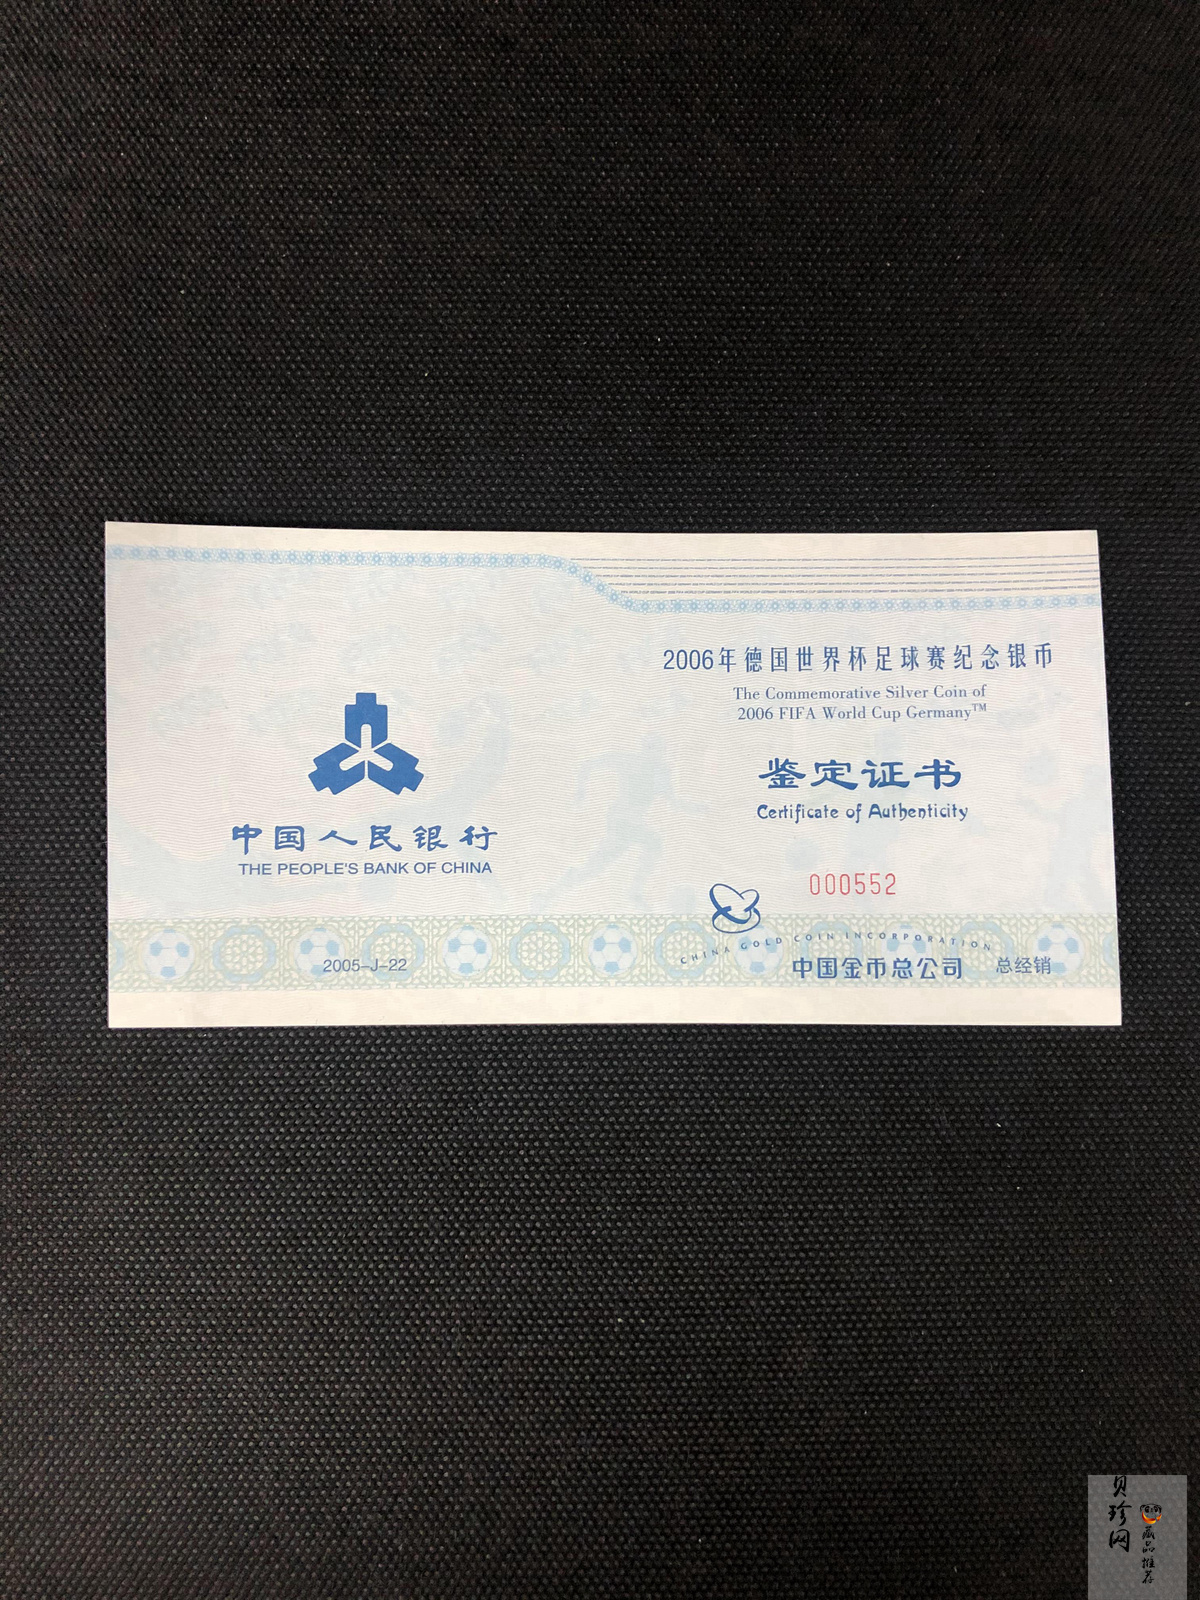 2006年德国世界杯足球赛纪念银币
The Commemorative Silver Coin of
2006 FIFA World Cup Germany™
鉴定证书
Certificate of Authenticity
000552
CHINA GOLD COIN INCORPORATION
中国金币总公司 总经销
中国人民银行
THE PEOPLE'S BANK OF CHINA
2005-J-22
贝珍网
藏品推荐